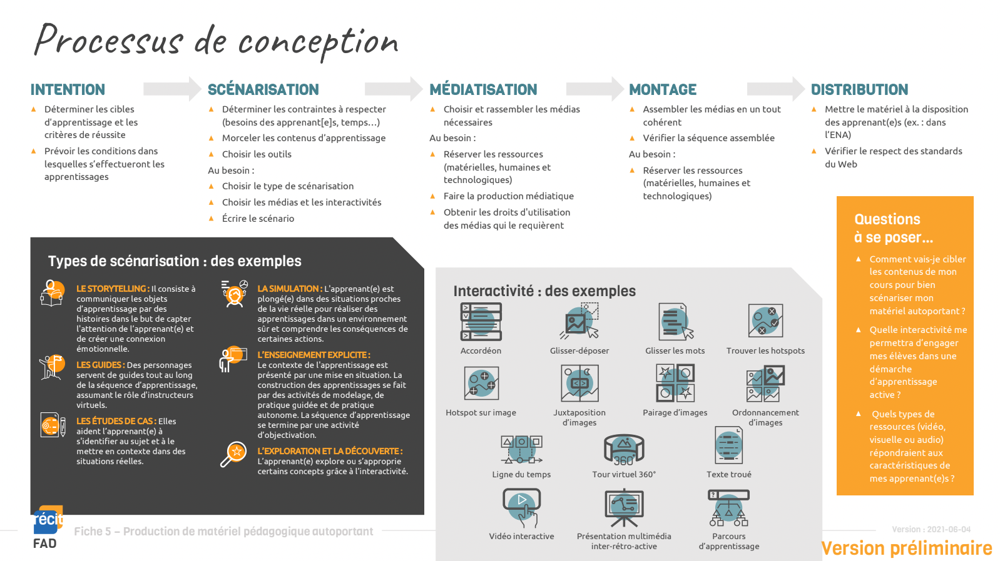 Processus de conception
INTENTION
Déterminer les cibles
d'apprentissage et les
critères de réussite
Prévoir les conditions dans
lesquelles s'effectueront les
apprentissages
SCÉNARISATION
Déterminer les contraintes à respecter
(besoins des apprenant[e]s, temps...)
Morceler les contenus d'apprentissage
Choisir les outils
Au besoin :
Choisir le type de scénarisation
Choisir les médias et les interactivités
Écrire le scénario
MÉDIATISATION
Choisir et rassembler les médias
nécessaires
Au besoin :
Réserver les ressources
(matérielles, humaines et
technologiques)
Faire la production médiatique
Obtenir les droits d'utilisation
des médias qui le requièrent
MONTAGE
Assembler les médias en un tout
cohérent
Vérifier la séquence assemblée
Au besoin :
Réserver les ressources
(matérielles, humaines et
technologiques)
DISTRIBUTION
Mettre le matériel à la disposition
des apprenant(e)s (ex. : dans
l'ENA)
Vérifier le respect des standards
du Web
Types de scénarisation : des exemples
LE STORYTELLING : Il consiste à
communiquer les objets
d'apprentissage par des
histoires dans le but de capter
l'attention de l'apprenant(e) et
de créer une connexion
émotionnelle.
LES GUIDES : Des personnages
servent de guides tout au long
de la séquence d'apprentissage,
assumant le rôle d'instructeurs
virtuels.
LES ÉTUDES DE CAS : Elles
aident l'apprenant(e) à
s'identifier au sujet et à le
mettre en contexte dans des
situations réelles.
LA SIMULATION : L'apprenant(e) est
plongé(e) dans des situations proches
de la vie réelle pour réaliser des
apprentissages dans un environnement
sûr et comprendre les conséquences de
certaines actions.
L'ENSEIGNEMENT EXPLICITE :
Le contexte de l'apprentissage est
présenté par une mise en situation. La
construction des apprentissages se fait
par des activités de modelage, de
pratique guidée et de pratique
autonome. La séquence d'apprentissage
se termine par une activité
d'objectivation.
L'EXPLORATION ET LA DÉCOUVERTE :
L'apprenant(e) explore ou s'approprie
certains concepts grâce à l'interactivité.
Interactivité : des exemples
Accordéon
Glisser-déposer
Glisser les mots
Trouver les hotspots
Hotspot sur image
Juxtaposition
d'images
Pairage d'images
Ordonnancement
d'images
360°
Ligne du temps
Tour virtuel 360°
Texte troué
?
Vidéo interactive
Présentation multimédia
inter-rétro-active
Parcours
d'apprentissage
Questions
à se poser...
Comment vais-je cibler
les contenus de mon
cours pour bien
scénariser mon
matériel autoportant ?
Quelle interactivité me
permettra d'engager
mes élèves dans une
démarche
d'apprentissage
active ?
Quels types de
ressources (vidéo,
visuelle ou audio)
répondraient aux
caractéristiques de
mes apprenant(e)s ?
récit
FAD
Fiche 5 – Production de matériel pédagogique autoportant
Version : 2021-06-04
Version préliminaire